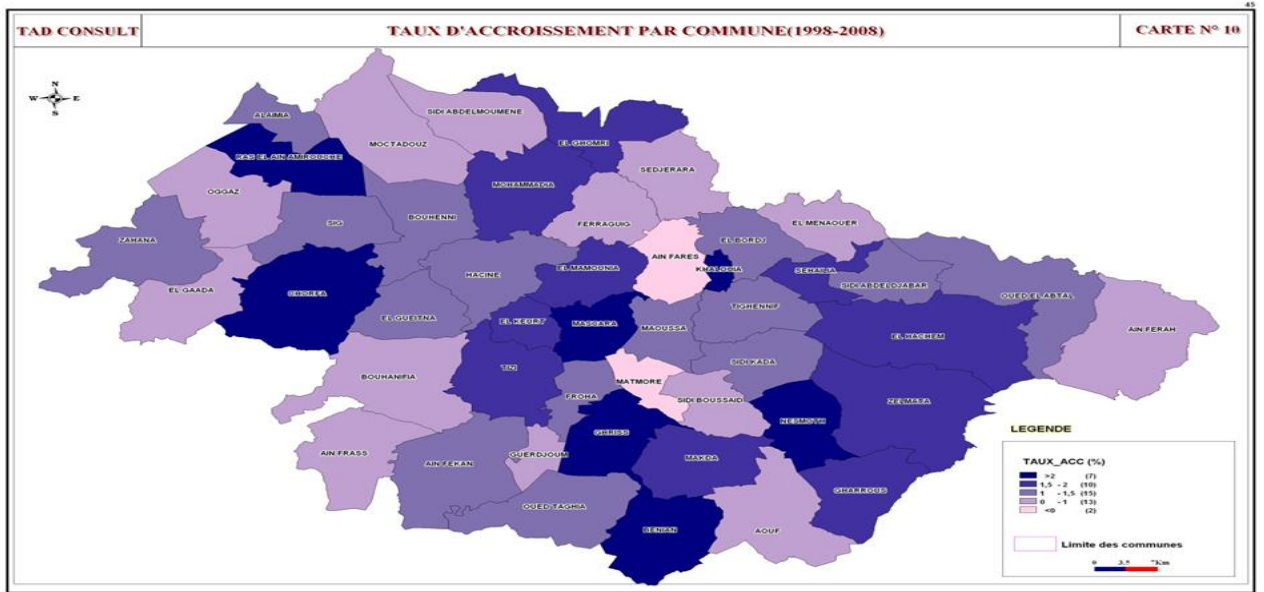 45
TAD CONSULT
TAUX D'ACCROISSEMENT PAR COMMUNE(1998-2008)
CARTE N° 10
N
W E
S
ALAIMIA
SIDI ABDELMOUMENE
MOCTADOUZ
EL GHOMRI
RAS EL AIN AMIROUCHE
SEDJERARA
MOHAMMADIA
OGGAZ
BOUHENNI
SIG
FERRAGUIG
EL MENAOUER
ZAHANA
EL BORDJ
AIN FARES
EL MAMOUNIA
KHALOUIA
SEHAILIA
HACINE
SIDI ABDELDJABAR
EL GAADA
CHORFA
OUED EL ABTAL
TIGHENNIF
EL GUEITNA
EL KEURT
MASCARA
MAOUSSA
AIN FERAH
EL HACHEM
SIDI KADA
TIZI
BOUHANIFIA
MATMORE
FROHA
SIDI BOUSSAID
ZELMATA
NESMOTH
LEGENDE
GHRISS
AIN FRASS
GUERDJOUM
MAKDA
AIN FEKAN
GHARROUS
OUED TAGHIA
BENIAN
AOUF
TAUX_ACC (%)
>2 (7)
1,5 - 2 (10)
1 - 1,5 (15)
0 - 1 (13)
<0 (2)
Limite des communes
0 3,5 7Km